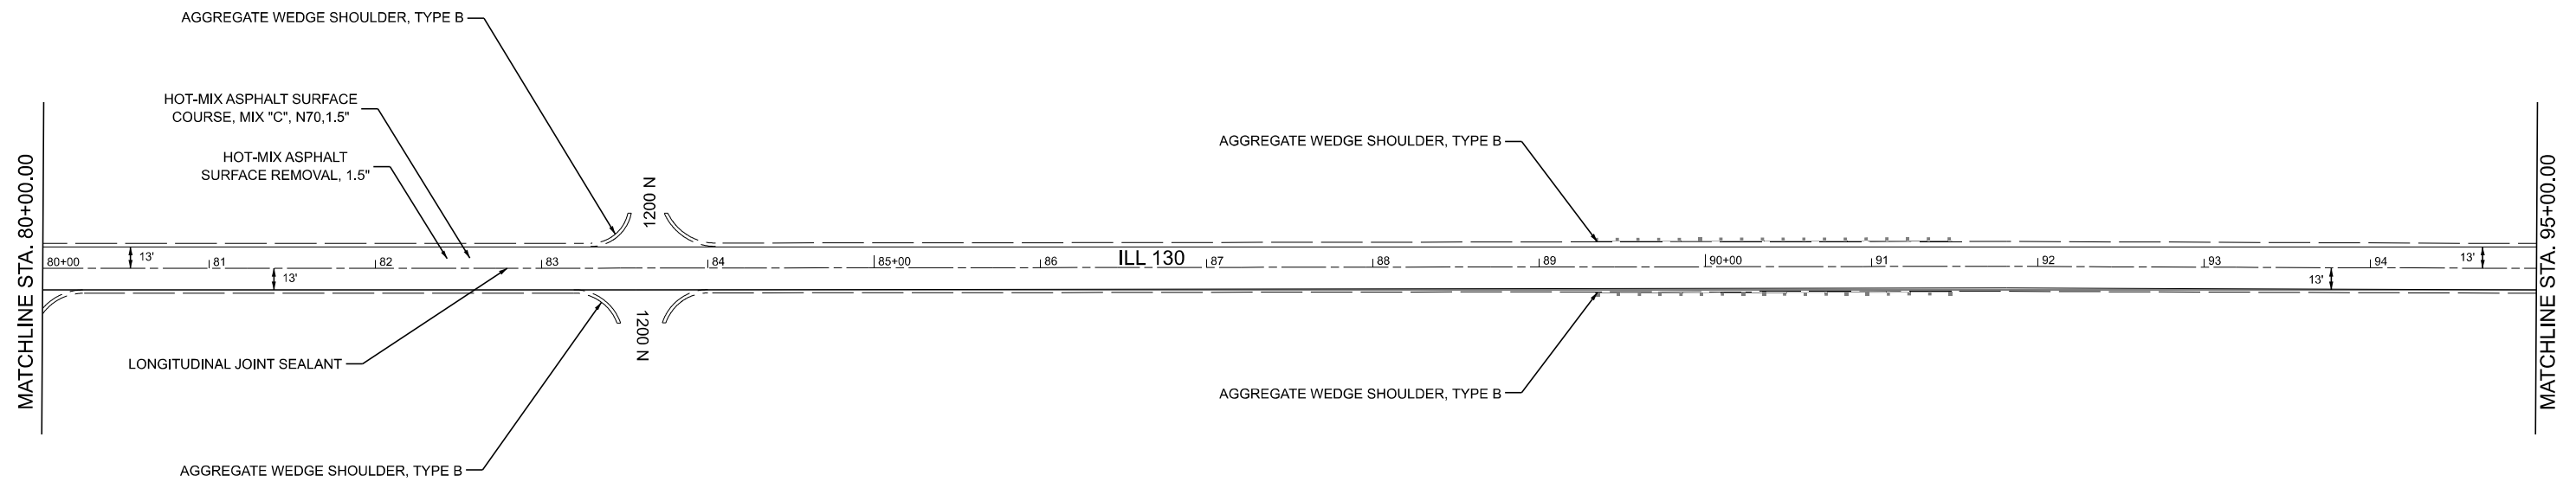 AGGREGATE WEDGE SHOULDER, TYPE B
HOT-MIX ASPHALT SURFACE
COURSE, MIX "C", N70,1.5"
HOT-MIX ASPHALT
SURFACE REMOVAL, 1.5"
AGGREGATE WEDGE SHOULDER, TYPE B
MATCHLINE STA. 80+00.00
1200 N
MATCHLINE STA. 95+00.00
80+00
13'
81
82
83
84
85+00
86
ILL 130
87
88
89
90+00
91
92
93
94
13'
13'
13'
1200 N
LONGITUDINAL JOINT SEALANT
AGGREGATE WEDGE SHOULDER, TYPE B
AGGREGATE WEDGE SHOULDER, TYPE B